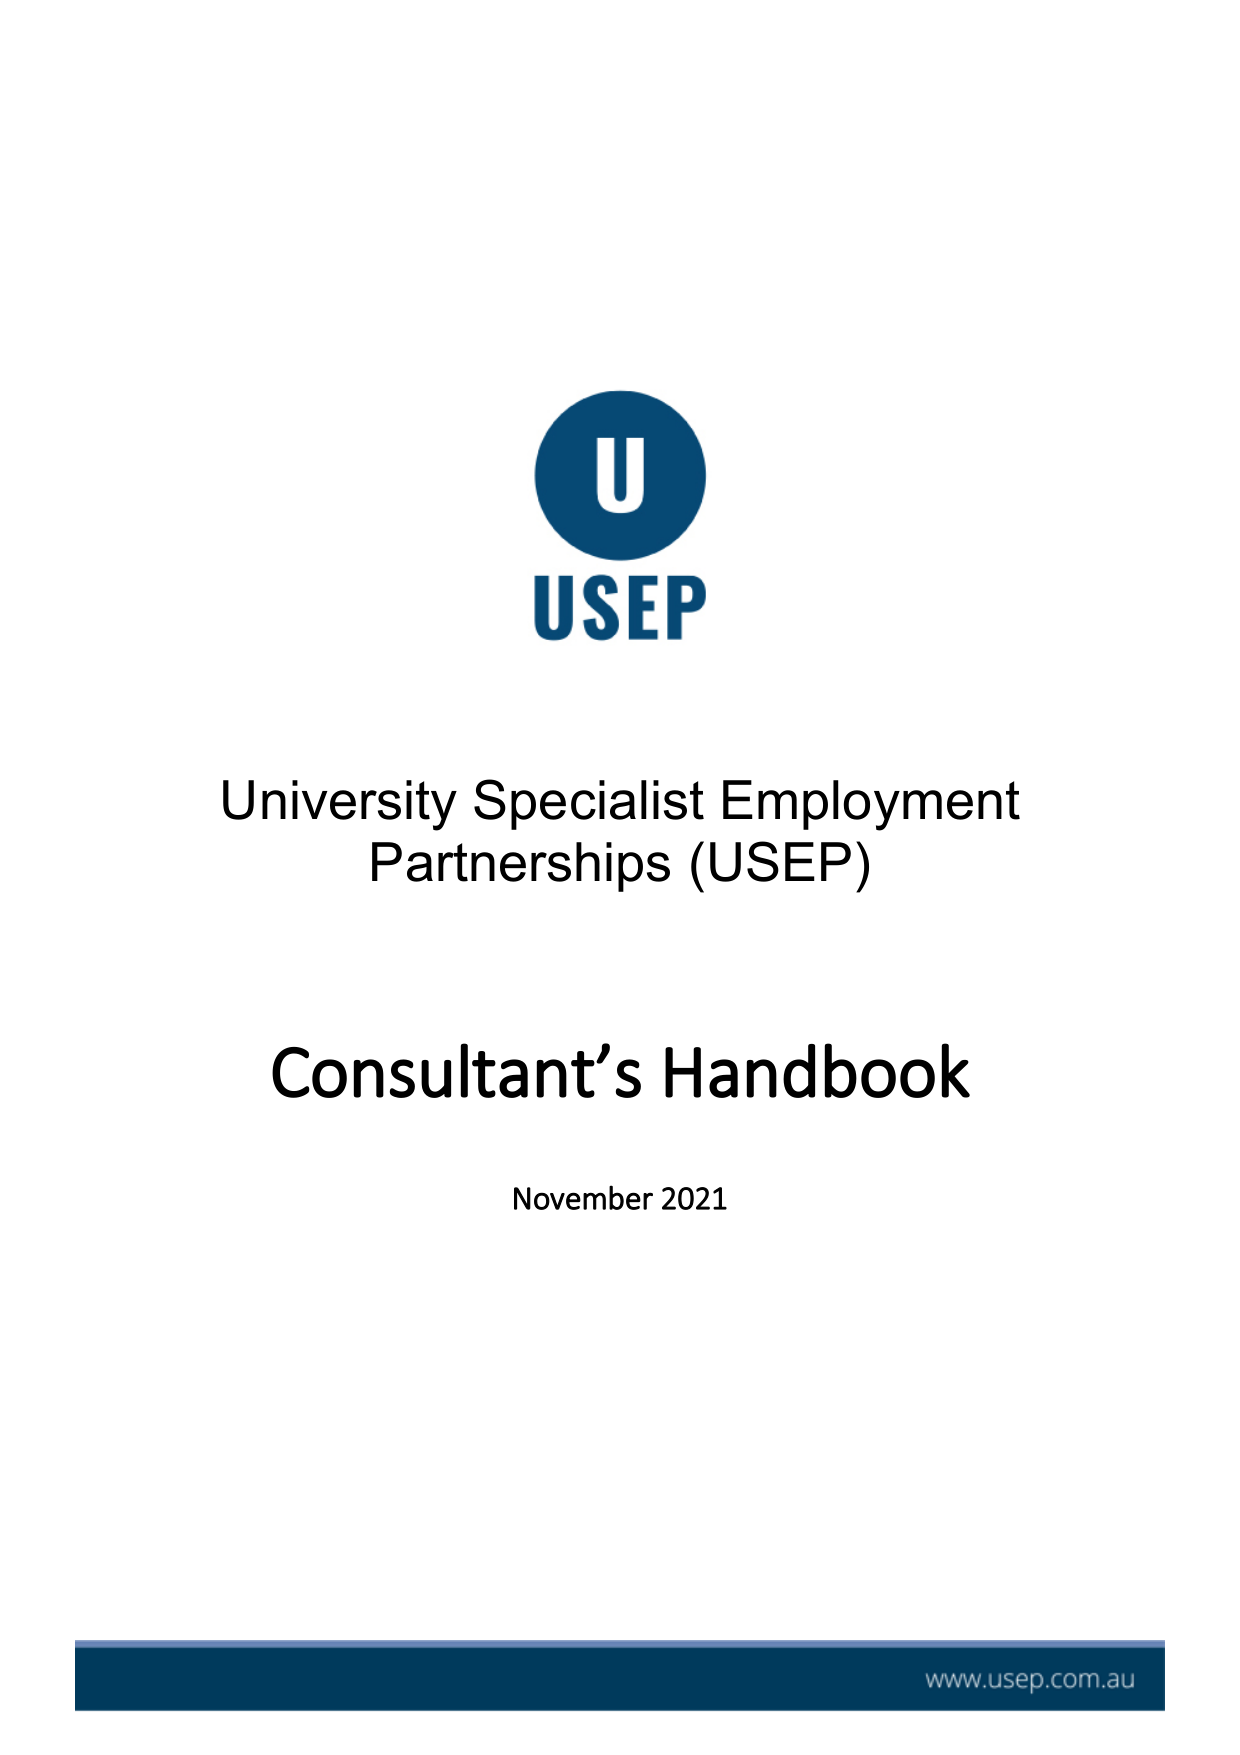 U
USEP
University Specialist Employment
Partnerships (USEP)
Consultant’s Handbook
November 2021
www.usep.com.au